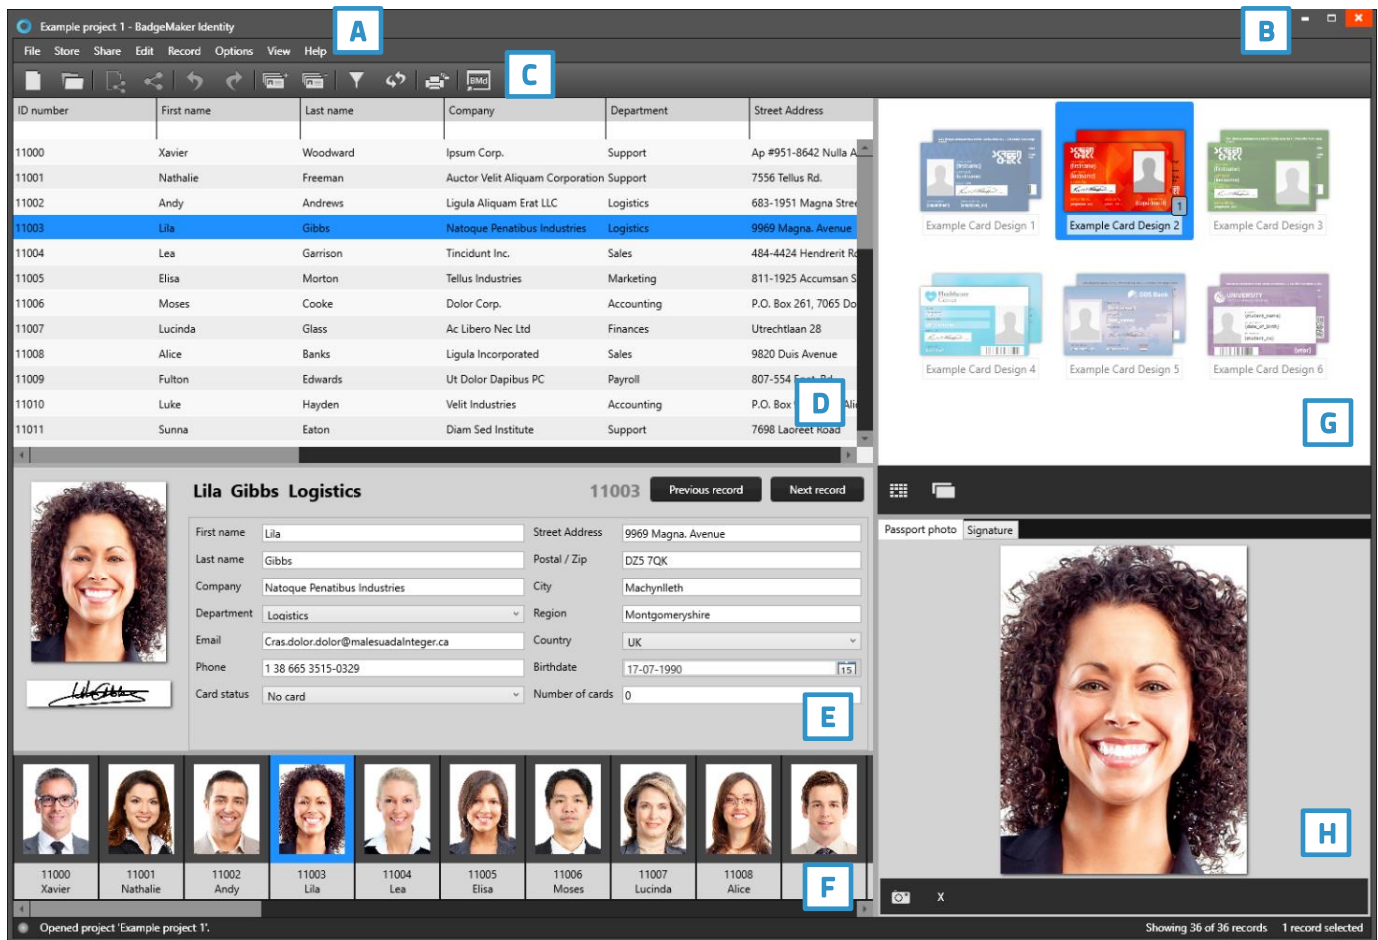 Example project 1 - BadgeMaker Identity
A
B
File Store Share Edit Record Options View Help
C
BMd
ID number First name Last name Company Department Street Address
11000 Xavier Woodward Ipsum Corp. Support Ap #951-8642 Nulla A
11001 Nathalie Freeman Auctor Velit Aliquam Corporation Support 7556 Tellus Rd.
11002 Andy Andrews Ligula Aliquam Erat LLC Logistics 683-1951 Magna Stree
11003 Lila Gibbs Natoque Penatibus Industries Logistics 9969 Magna. Avenue
11004 Lea Garrison Tincidunt Inc. Sales 484-4424 Hendrerit Ro
11005 Elisa Morton Tellus Industries Marketing 811-1925 Accumsan S
11006 Moses Cooke Dolor Corp. Accounting P.O. Box 261, 7065 Do
11007 Lucinda Glass Ac Libero Nec Ltd Finances Utrechtlaan 28
11008 Alice Banks Ligula Incorporated Sales 9820 Duis Avenue
11009 Fulton Edwards Ut Dolor Dapibus PC Payroll 807-554
11010 Luke Hayden Velit Industries Accounting P.O. Box
11011 Sunna Eaton Diam Sed Institute Support 7698 Laoreet Road
D
1
Example Card Design 1 Example Card Design 2 Example Card Design 3
Healthcare
Center
DDS Bank
UNIVERSITY
Example Card Design 4 Example Card Design 5 Example Card Design 6
G
Lila Gibbs Logistics 11003 Previous record Next record
First name Lila Street Address 9969 Magna. Avenue
Last name Gibbs Postal / Zip DZ5 7QK
Company Natoque Penatibus Industries City Machynlleth
Department Logistics Region Montgomeryshire
Email Cras.dolor.dolor@malesuadaInteger.ca Country UK
Phone 1 38 665 3515-0329 Birthdate 17-07-1990 15
Card status No card Number of cards 0
E
Passport photo Signature
H
11000 11001 11002 11003 11004 11005 11006 11007 11008
Xavier Nathalie Andy Lila Lea Elisa Moses Lucinda Alice
F
X
Opened project 'Example project 1'. Showing 36 of 36 records 1 record selected